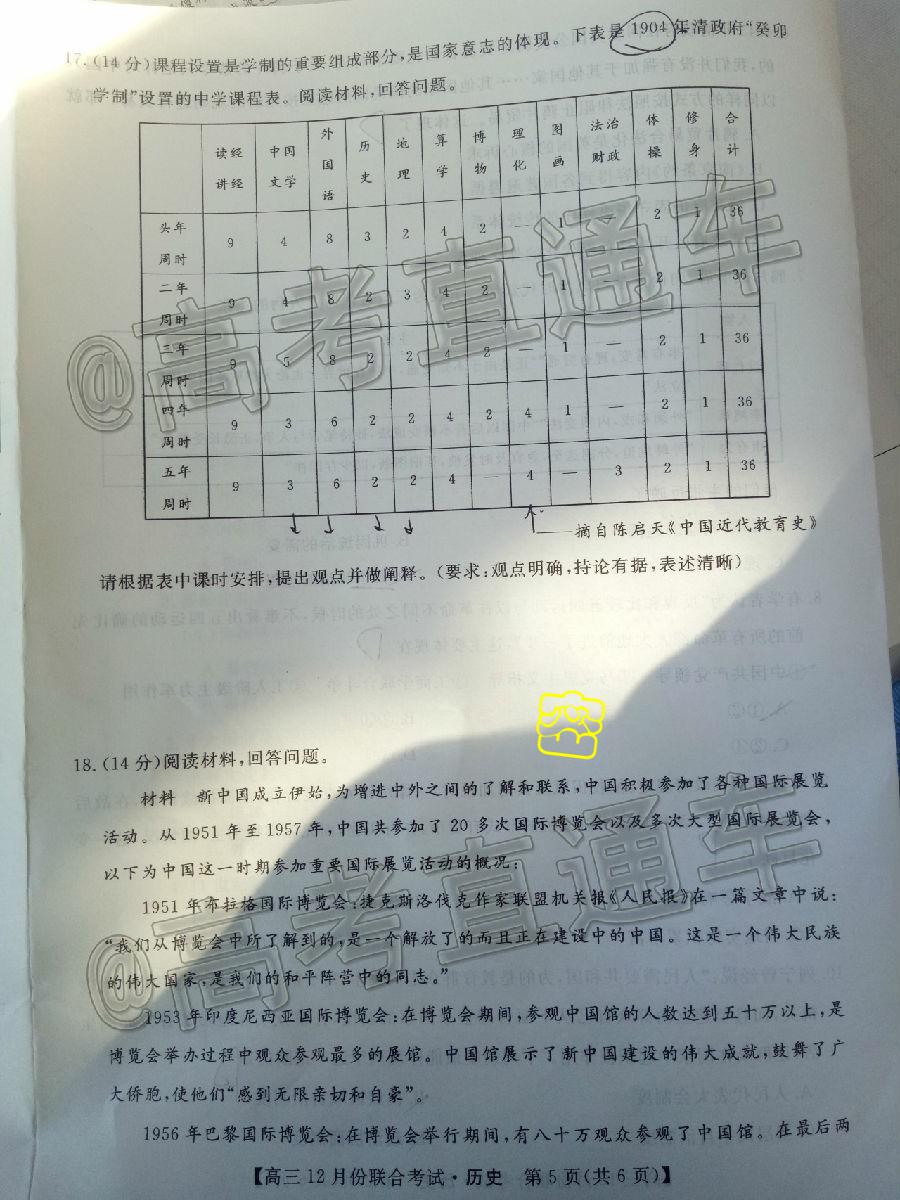 17.(14分)课程设置是学制的重要组成部分,是国家意志的体现。下表是1904年清政府“癸卯
学制”设置的中学课程表。阅读材料,回答问题。
读经讲经 中国文学 外国语 历史 地理 算学 博物 理化 图画 法治财政 体操 修身 合计
头年周时 9 4 8 3 2 4 2 — 1 — 2 1 36
二年周时 9 4 8 2 3 4 2 — 1 — 2 1 36
三年周时 9 5 8 2 2 4 2 1 — 2 1 36
四年周时 9 3 6 2 2 4 2 4 1 — 2 1 36
五年周时 9 3 6 2 2 4 — 4 — 3 2 1 36
——摘自陈启天《中国近代教育史》
请根据表中课时安排,提出观点并做阐释。(要求:观点明确,持论有据,表述清晰)
18.(14分)阅读材料,回答问题。
材料 新中国成立伊始,为增进中外之间的了解和联系,中国积极参加了各种国际展览
活动。从1951年至1957年,中国共参加了20多次国际博览会以及多次大型国际展览会,
以下为中国这一时期参加重要国际展览活动的概况:
1951年布拉格国际博览会:捷克斯洛伐克作家联盟机关报《人民报》在一篇文章中说:
“我们从博览会中所了解到的,是一个解放了的而且正在建设中的中国。这是一个伟大民族
的伟大国家,是我们的和平阵营中的同志。”
1953年印度尼西亚国际博览会:在博览会期间,参观中国馆的人数达到五十万以上,是
博览会举办过程中观众参观最多的展馆。中国馆展示了新中国建设的伟大成就,鼓舞了广
大侨胞,使他们“感到无限亲切和自豪”。
1956年巴黎国际博览会:在博览会举行期间,有八十万观众参观了中国馆。在最后两
【高三12月份联合考试·历史 第5页(共6页)】
@高考直通车
@高考直通车